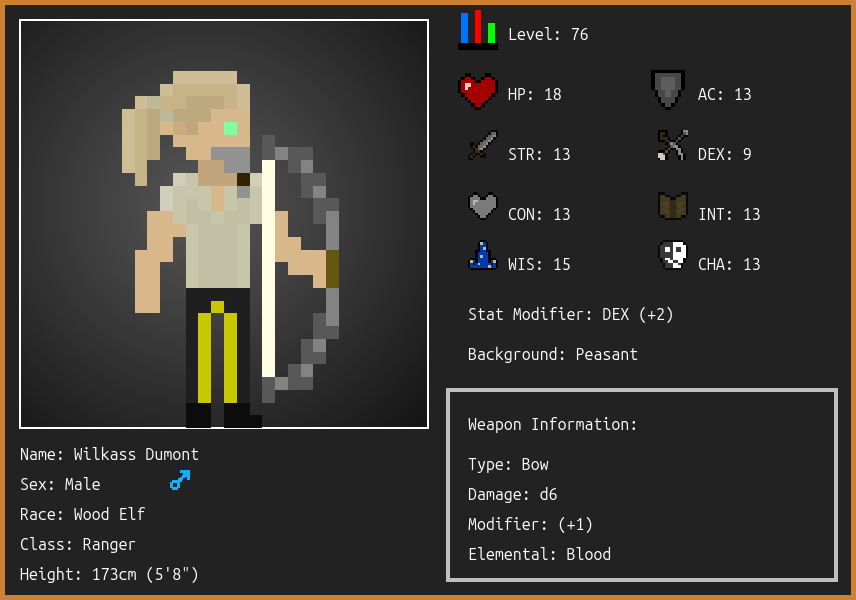 Level: 76
HP: 18
AC: 13
STR: 13
DEX: 9
CON: 13
INT: 13
WIS: 15
CHA: 13
Stat Modifier: DEX (+2)
Background: Peasant
Weapon Information:
Type: Bow
Damage: d6
Modifier: (+1)
Elemental: Blood
Name: Wilkass Dumont
Sex: Male
Race: Wood Elf
Class: Ranger
Height: 173cm (5'8")